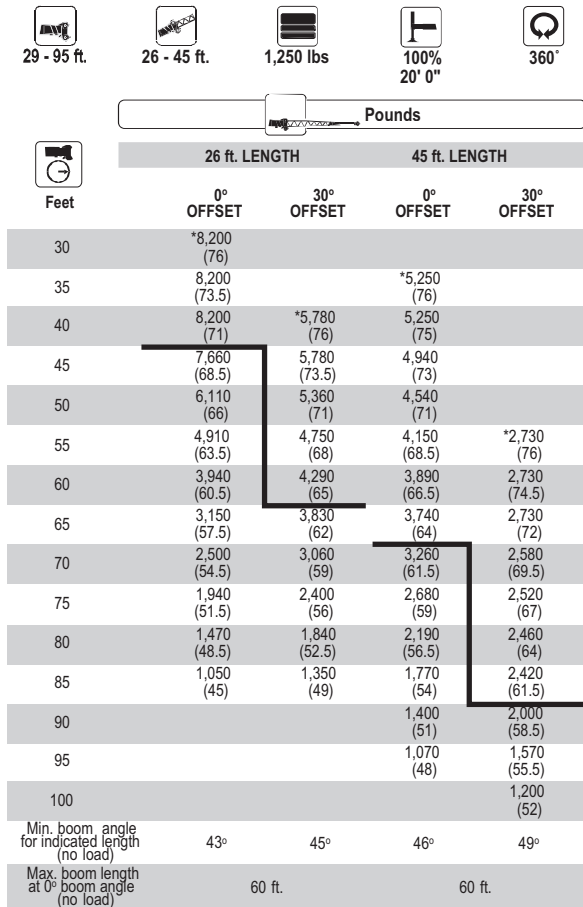 29 - 95 ft. 26 - 45 ft. 1,250 lbs 100% 360°
20' 0"
Pounds
26 ft. LENGTH 45 ft. LENGTH
Feet
0° 30° 0° 30°
OFFSET OFFSET OFFSET OFFSET
30 *8,200
(76)
35 8,200 *5,250
(73.5) (76)
40 8,200 *5,780 5,250
(71) (76) (75)
45 7,660 5,780 4,940
(68.5) (73.5) (73)
50 6,110 5,360 4,540
(66) (71) (71)
55 4,910 4,750 4,150 *2,730
(63.5) (68) (68.5) (76)
60 3,940 4,290 3,890 2,730
(60.5) (65) (66.5) (74.5)
65 3,150 3,830 3,740 2,730
(57.5) (62) (64) (72)
70 2,500 3,060 3,260 2,580
(54.5) (59) (61.5) (69.5)
75 1,940 2,400 2,680 2,520
(51.5) (56) (59) (67)
80 1,470 1,840 2,190 2,460
(48.5) (52.5) (56.5) (64)
85 1,050 1,350 1,770 2,420
(45) (49) (54) (61.5)
90 1,400 2,000
(51) (58.5)
95 1,070 1,570
(48) (55.5)
100 1,200
(52)
Min. boom angle
for indicated length 43° 45° 46° 49°
(no load)
Max. boom length
at 0° boom angle 60 ft. 60 ft.
(no load)